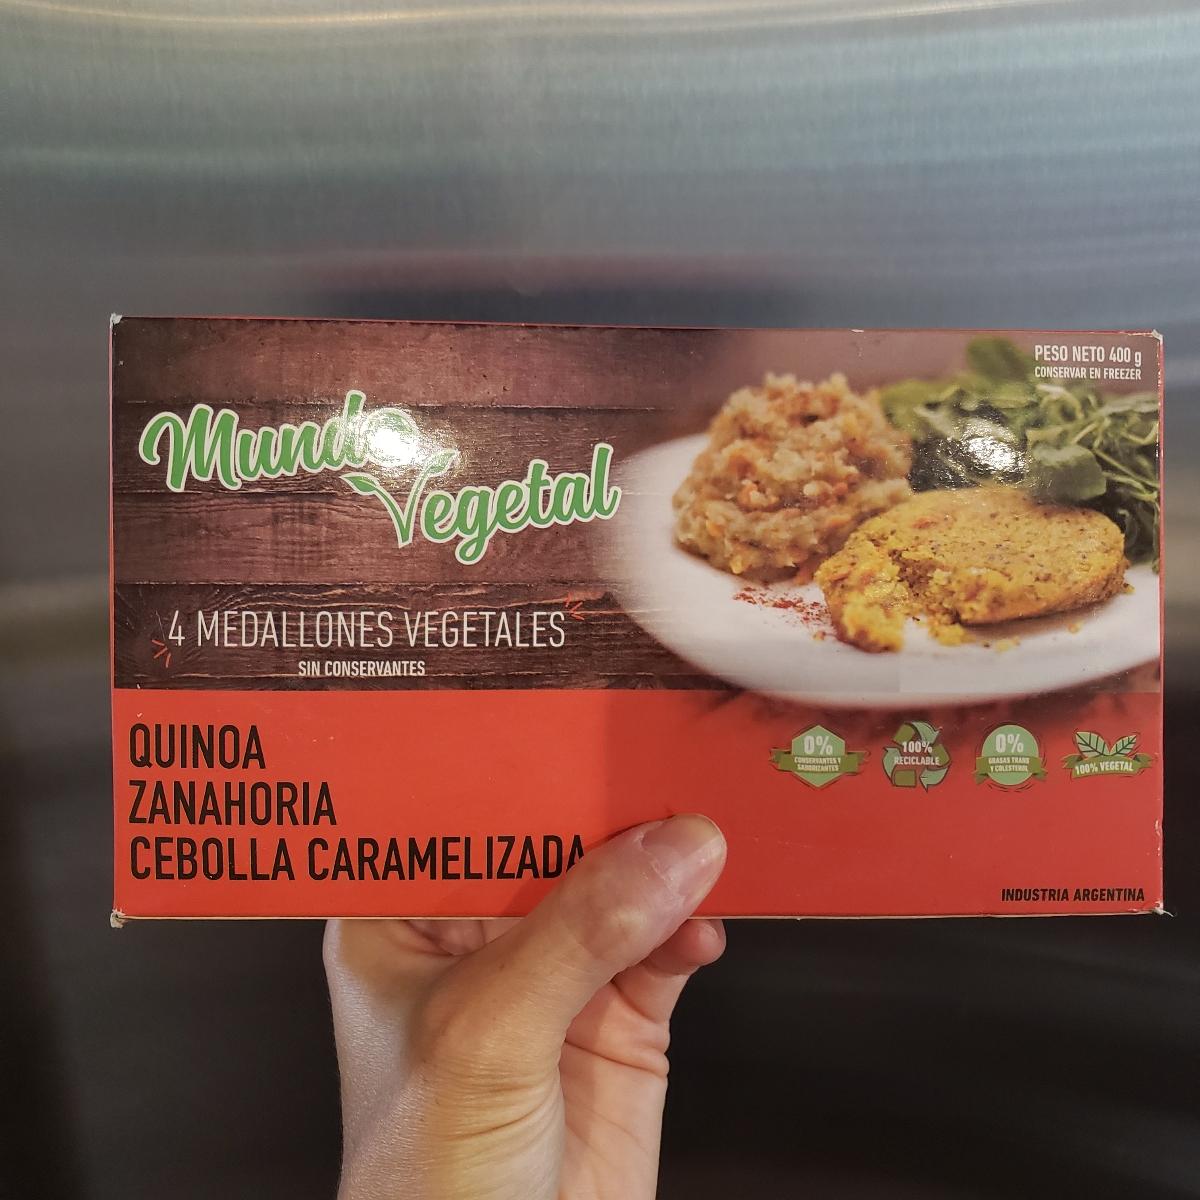 PESO NETO 400 g
CONSERVAR EN FREEZER
Mundo
Vegetal
4 MEDALLONES VEGETALES
SIN CONSERVANTES
QUINOA
ZANAHORIA
CEBOLLA CARAMELIZADA
0%
CONSERVANTES Y
SABORIZANTES
100%
RECICLABLE
0%
GRASAS TRANS
Y COLESTEROL
100% VEGETAL
INDUSTRIA ARGENTINA